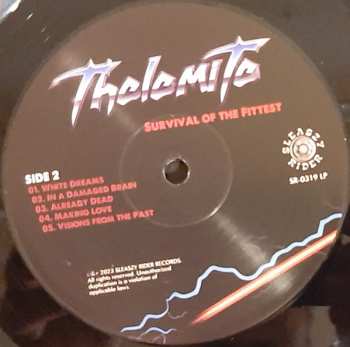 Tholomito
SURVIVAL OF THE FITTEST
SLEASZY
RIDER
SR-0319 LP
SIDE 2
01. WHITE DREAMS
02. IN A DAMAGED BRAIN
03. ALREADY DEAD
04. MAKING LOVE
05. VISIONS FROM THE PAST
2023 SLEASZY RIDER RECORDS.
All rights reserved. Unauthorized
duplication is a violation of
applicable laws.